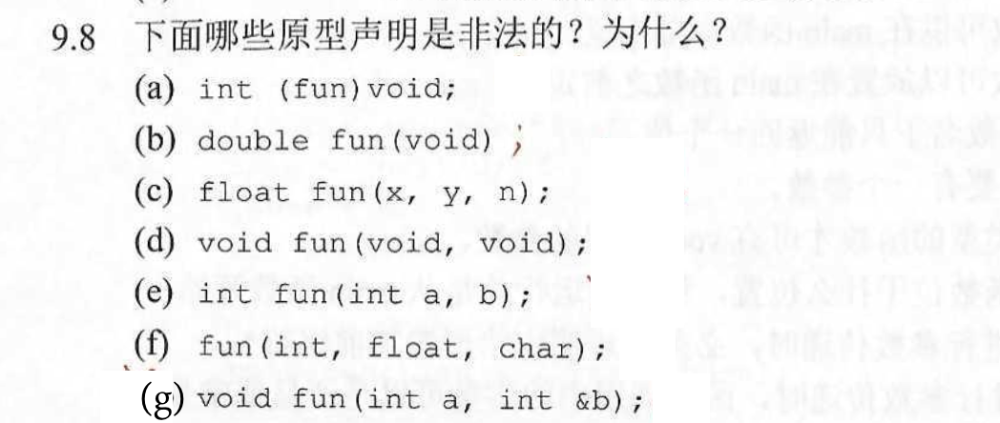 9.8 下面哪些原型声明是非法的？为什么？
(a) int (fun)void;
(b) double fun(void) ;
(c) float fun(x, y, n);
(d) void fun(void, void);
(e) int fun(int a, b);
(f) fun(int, float, char);
(g) void fun(int a, int &b);